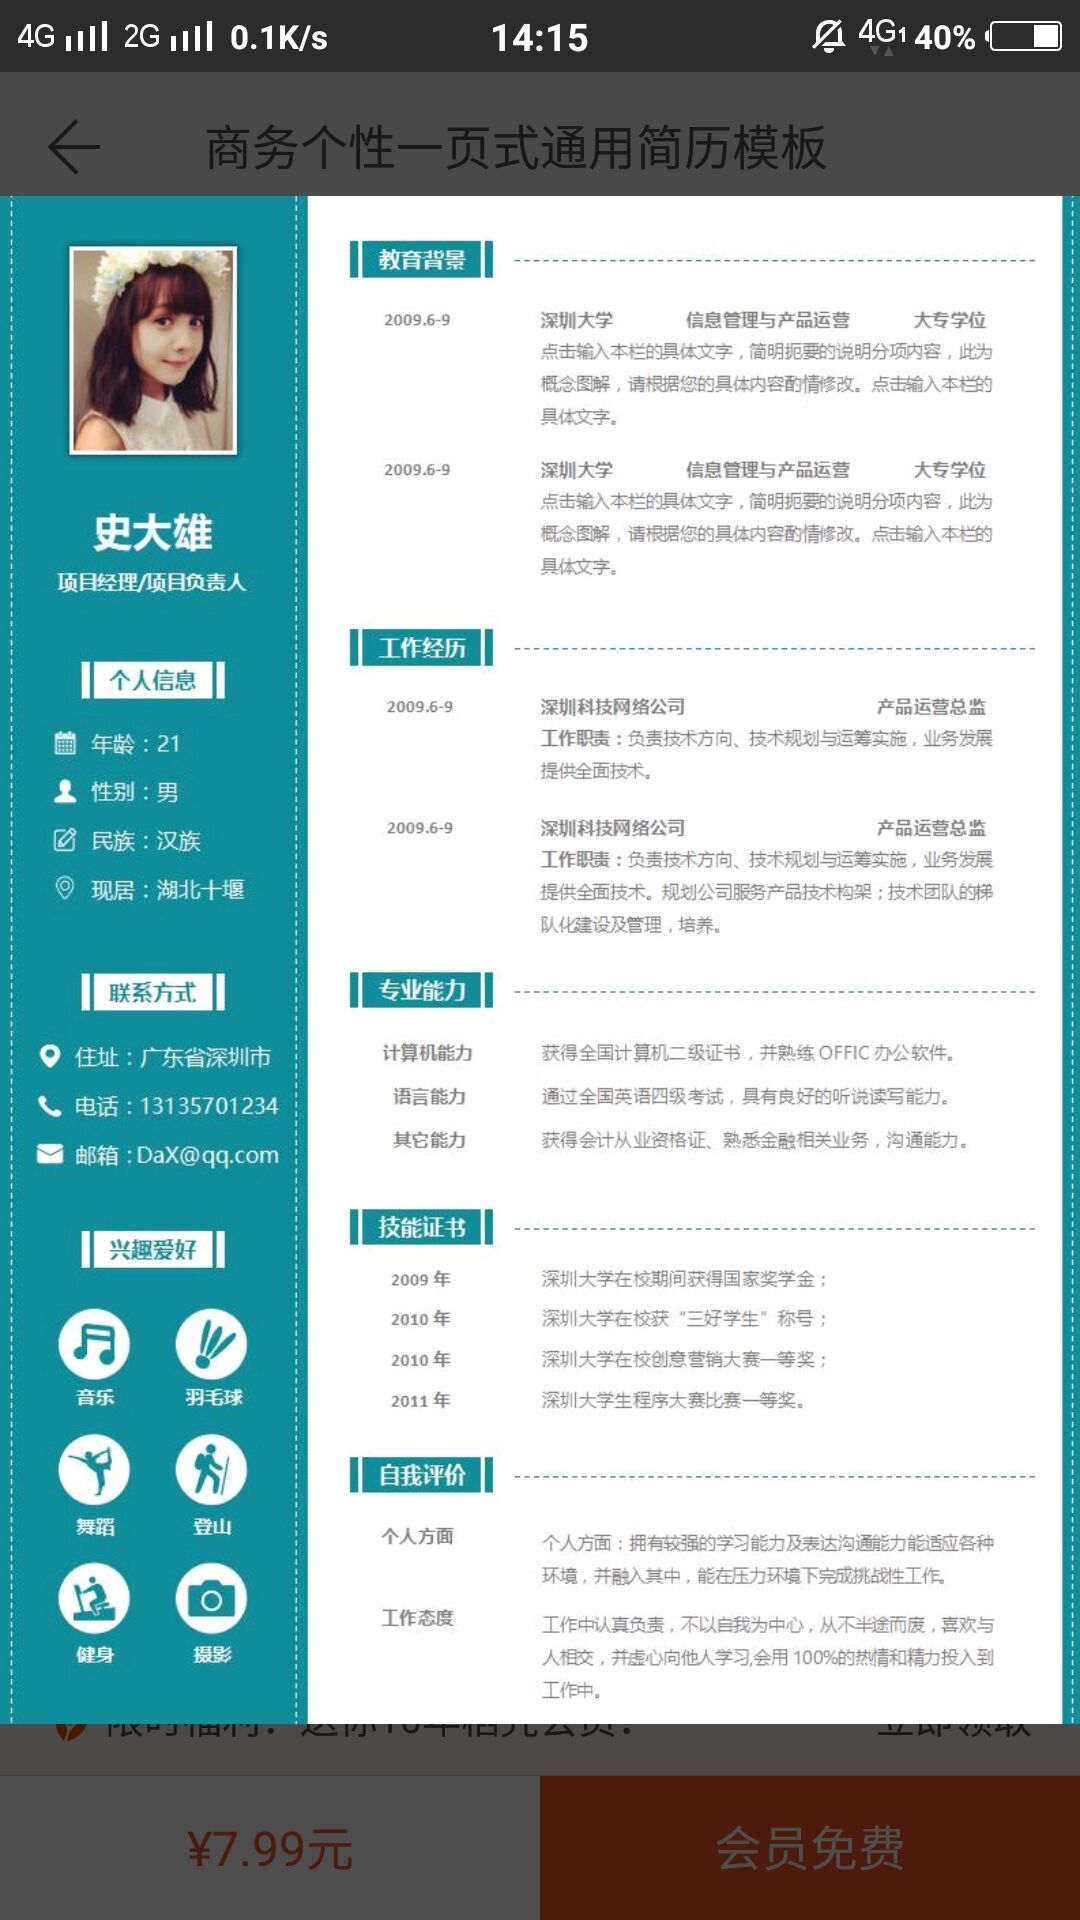 4G 2G 0.1K/s 14:15 4G1 40%
商务个性一页式通用简历模板
史大雄
项目经理/项目负责人
个人信息
年龄：21
性别：男
民族：汉族
现居：湖北十堰
联系方式
住址：广东省深圳市
电话：13135701234
邮箱：DaX@qq.com
兴趣爱好
音乐 羽毛球
舞蹈 登山
健身 摄影
教育背景
2009.6-9 深圳大学 信息管理与产品运营 大专学位
点击输入本栏的具体文字，简明扼要的说明分项内容，此为
概念图解，请根据您的具体内容酌情修改。点击输入本栏的
具体文字。
2009.6-9 深圳大学 信息管理与产品运营 大专学位
点击输入本栏的具体文字，简明扼要的说明分项内容，此为
概念图解，请根据您的具体内容酌情修改。点击输入本栏的
具体文字。
工作经历
2009.6-9 深圳科技网络公司 产品运营总监
工作职责：负责技术方向、技术规划与运筹实施，业务发展
提供全面技术。
2009.6-9 深圳科技网络公司 产品运营总监
工作职责：负责技术方向、技术规划与运筹实施，业务发展
提供全面技术。规划公司服务产品技术构架；技术团队的梯
队化建设及管理，培养。
专业能力
计算机能力 获得全国计算机二级证书，并熟练 OFFIC 办公软件。
语言能力 通过全国英语四级考试，具有良好的听说读写能力。
其它能力 获得会计从业资格证、熟悉金融相关业务，沟通能力。
技能证书
2009 年 深圳大学在校期间获得国家奖学金；
2010 年 深圳大学在校获“三好学生”称号；
2010 年 深圳大学在校创意营销大赛一等奖；
2011 年 深圳大学生程序大赛比赛一等奖。
自我评价
个人方面 个人方面：拥有较强的学习能力及表达沟通能力能适应各种
环境，并融入其中，能在压力环境下完成挑战性工作。
工作态度 工作中认真负责，不以自我为中心，从不半途而废，喜欢与
人相交，并虚心向他人学习,会用 100%的热情和精力投入到
工作中。
立即领取
¥7.99元 会员免费